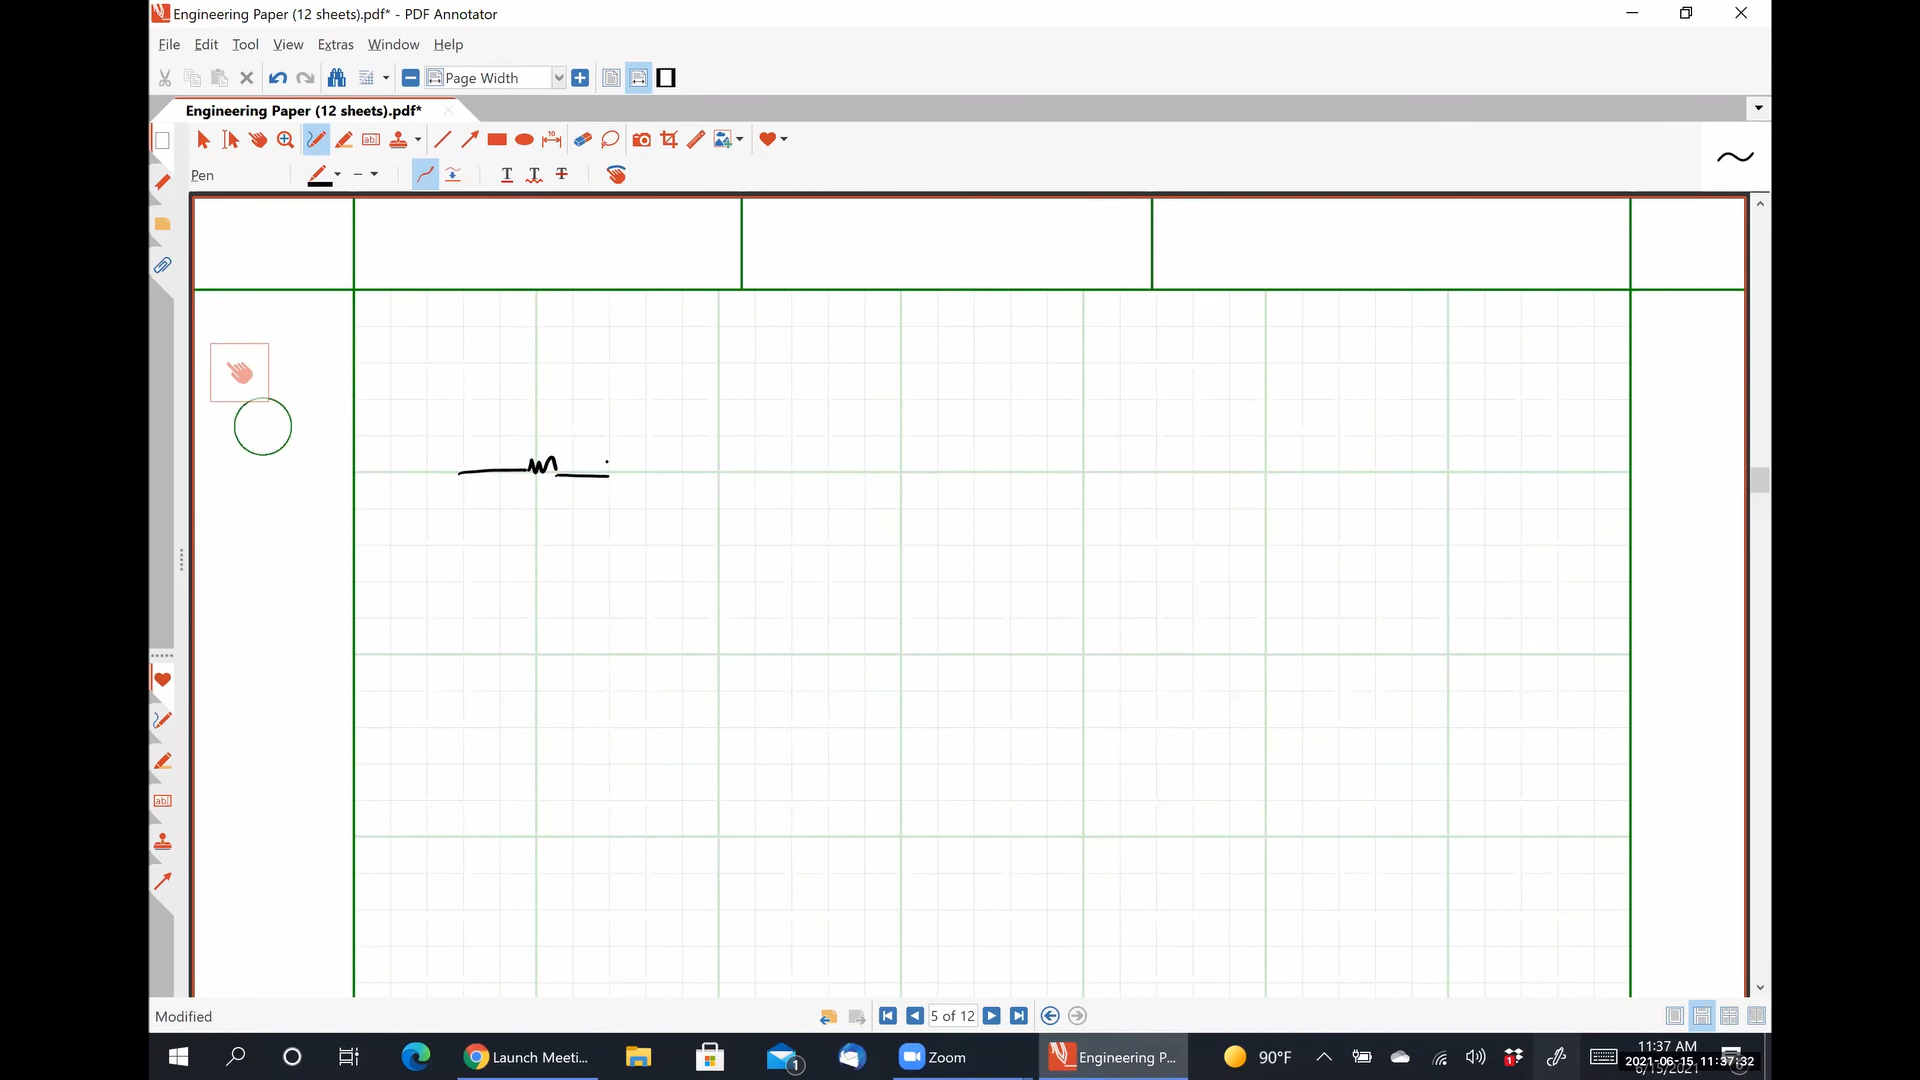 Engineering Paper (12 sheets).pdf* - PDF Annotator
File Edit Tool View Extras Window Help
Page Width
Engineering Paper (12 sheets).pdf*
Pen
Modified
5 of 12
Launch Meeti...
1
Zoom
Engineering P...
90°F
1
11:37 AM
2021-06-15, 11:37:32